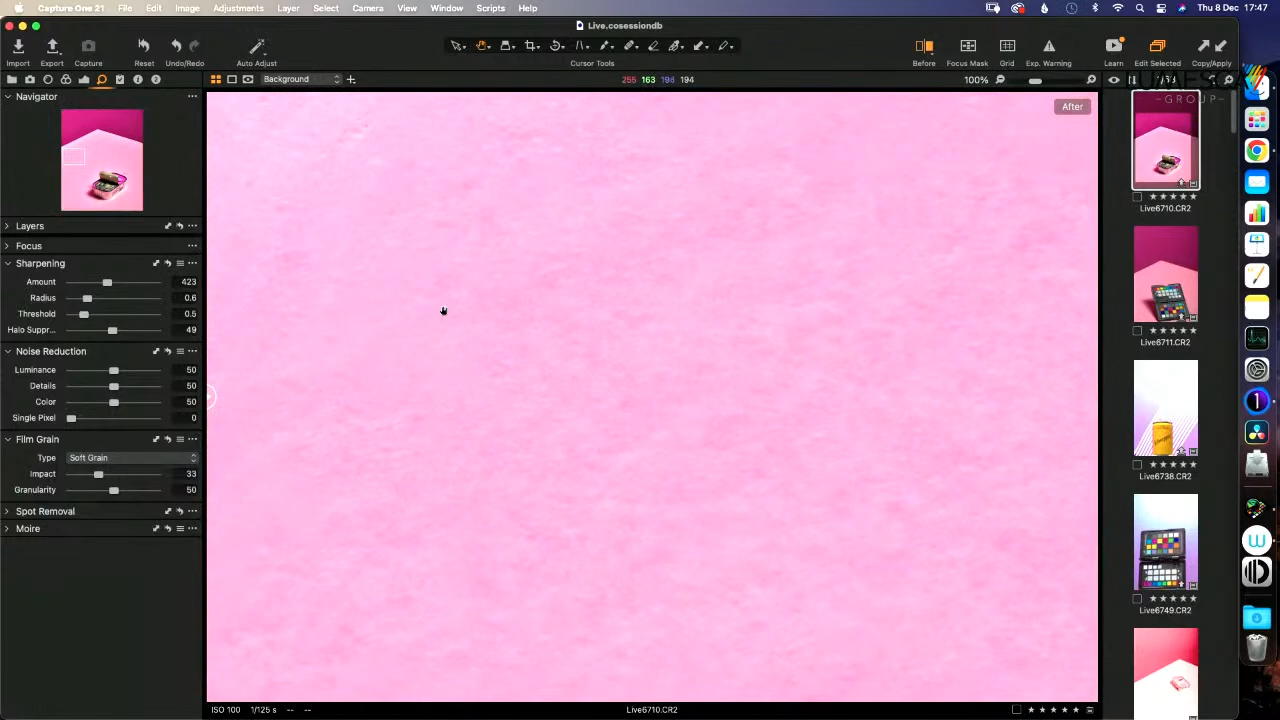 Capture One 21 File Edit Image Adjustments Layer Select Camera View Window Scripts Help Thu 8 Dec 17:47
Live.cosessiondb
Import Export Capture Reset Undo/Redo Auto Adjust Cursor Tools Before Focus Mask Grid Exp. Warning Learn Edit Selected Copy/Apply
Background 255 163 196 194 100%
-GROUP-
Navigator
After
Live6710.CR2
Layers
Focus
Sharpening
Amount 423
Radius 0.6
Threshold 0.5
Halo Suppr... 49
Live6711.CR2
Noise Reduction
Luminance 50
Details 50
Color 50
Single Pixel 0
Film Grain
Type Soft Grain
Impact 33
Live6738.CR2
Granularity 50
Spot Removal
Moire
Live6749.CR2
ISO 100 1/125 s -- -- Live6710.CR2